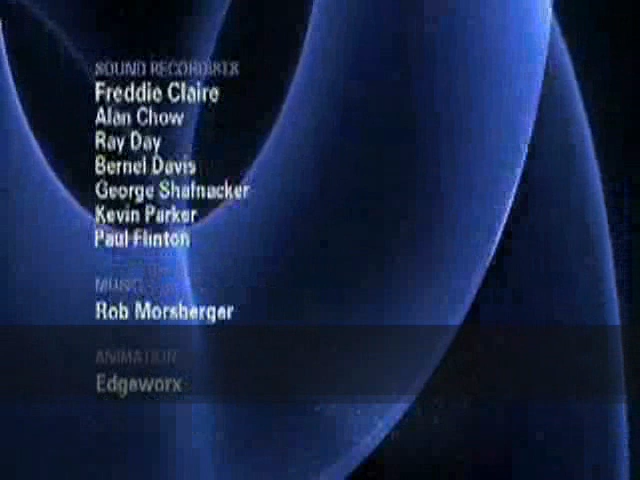 SOUND RECORDISTS
Freddie Claire
Alan Chow
Ray Day
Bernel Davis
George Shafnacker
Kevin Parker
Paul Flinton
MUSIC
Rob Morsberger
ANIMATION
Edgeworx